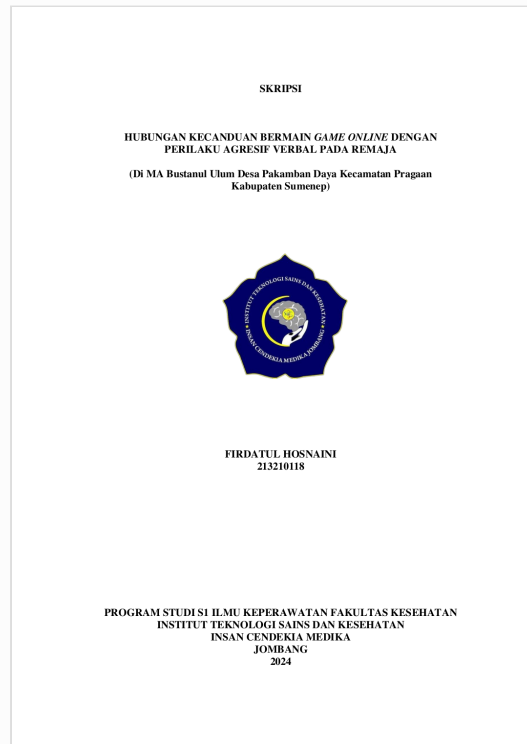 SKRIPSI
HUBUNGAN KECANDUAN BERMAIN GAME ONLINE DENGAN
PERILAKU AGRESIF VERBAL PADA REMAJA
(Di MA Bustanul Ulum Desa Pakamban Daya Kecamatan Pragaan
Kabupaten Sumenep)
INSTITUT TEKNOLOGI SAINS DAN KESEHATAN
INSAN CENDEKIA MEDIKA JOMBANG
FIRDATUL HOSNAINI
213210118
PROGRAM STUDI S1 ILMU KEPERAWATAN FAKULTAS KESEHATAN
INSTITUT TEKNOLOGI SAINS DAN KESEHATAN
INSAN CENDEKIA MEDIKA
JOMBANG
2024